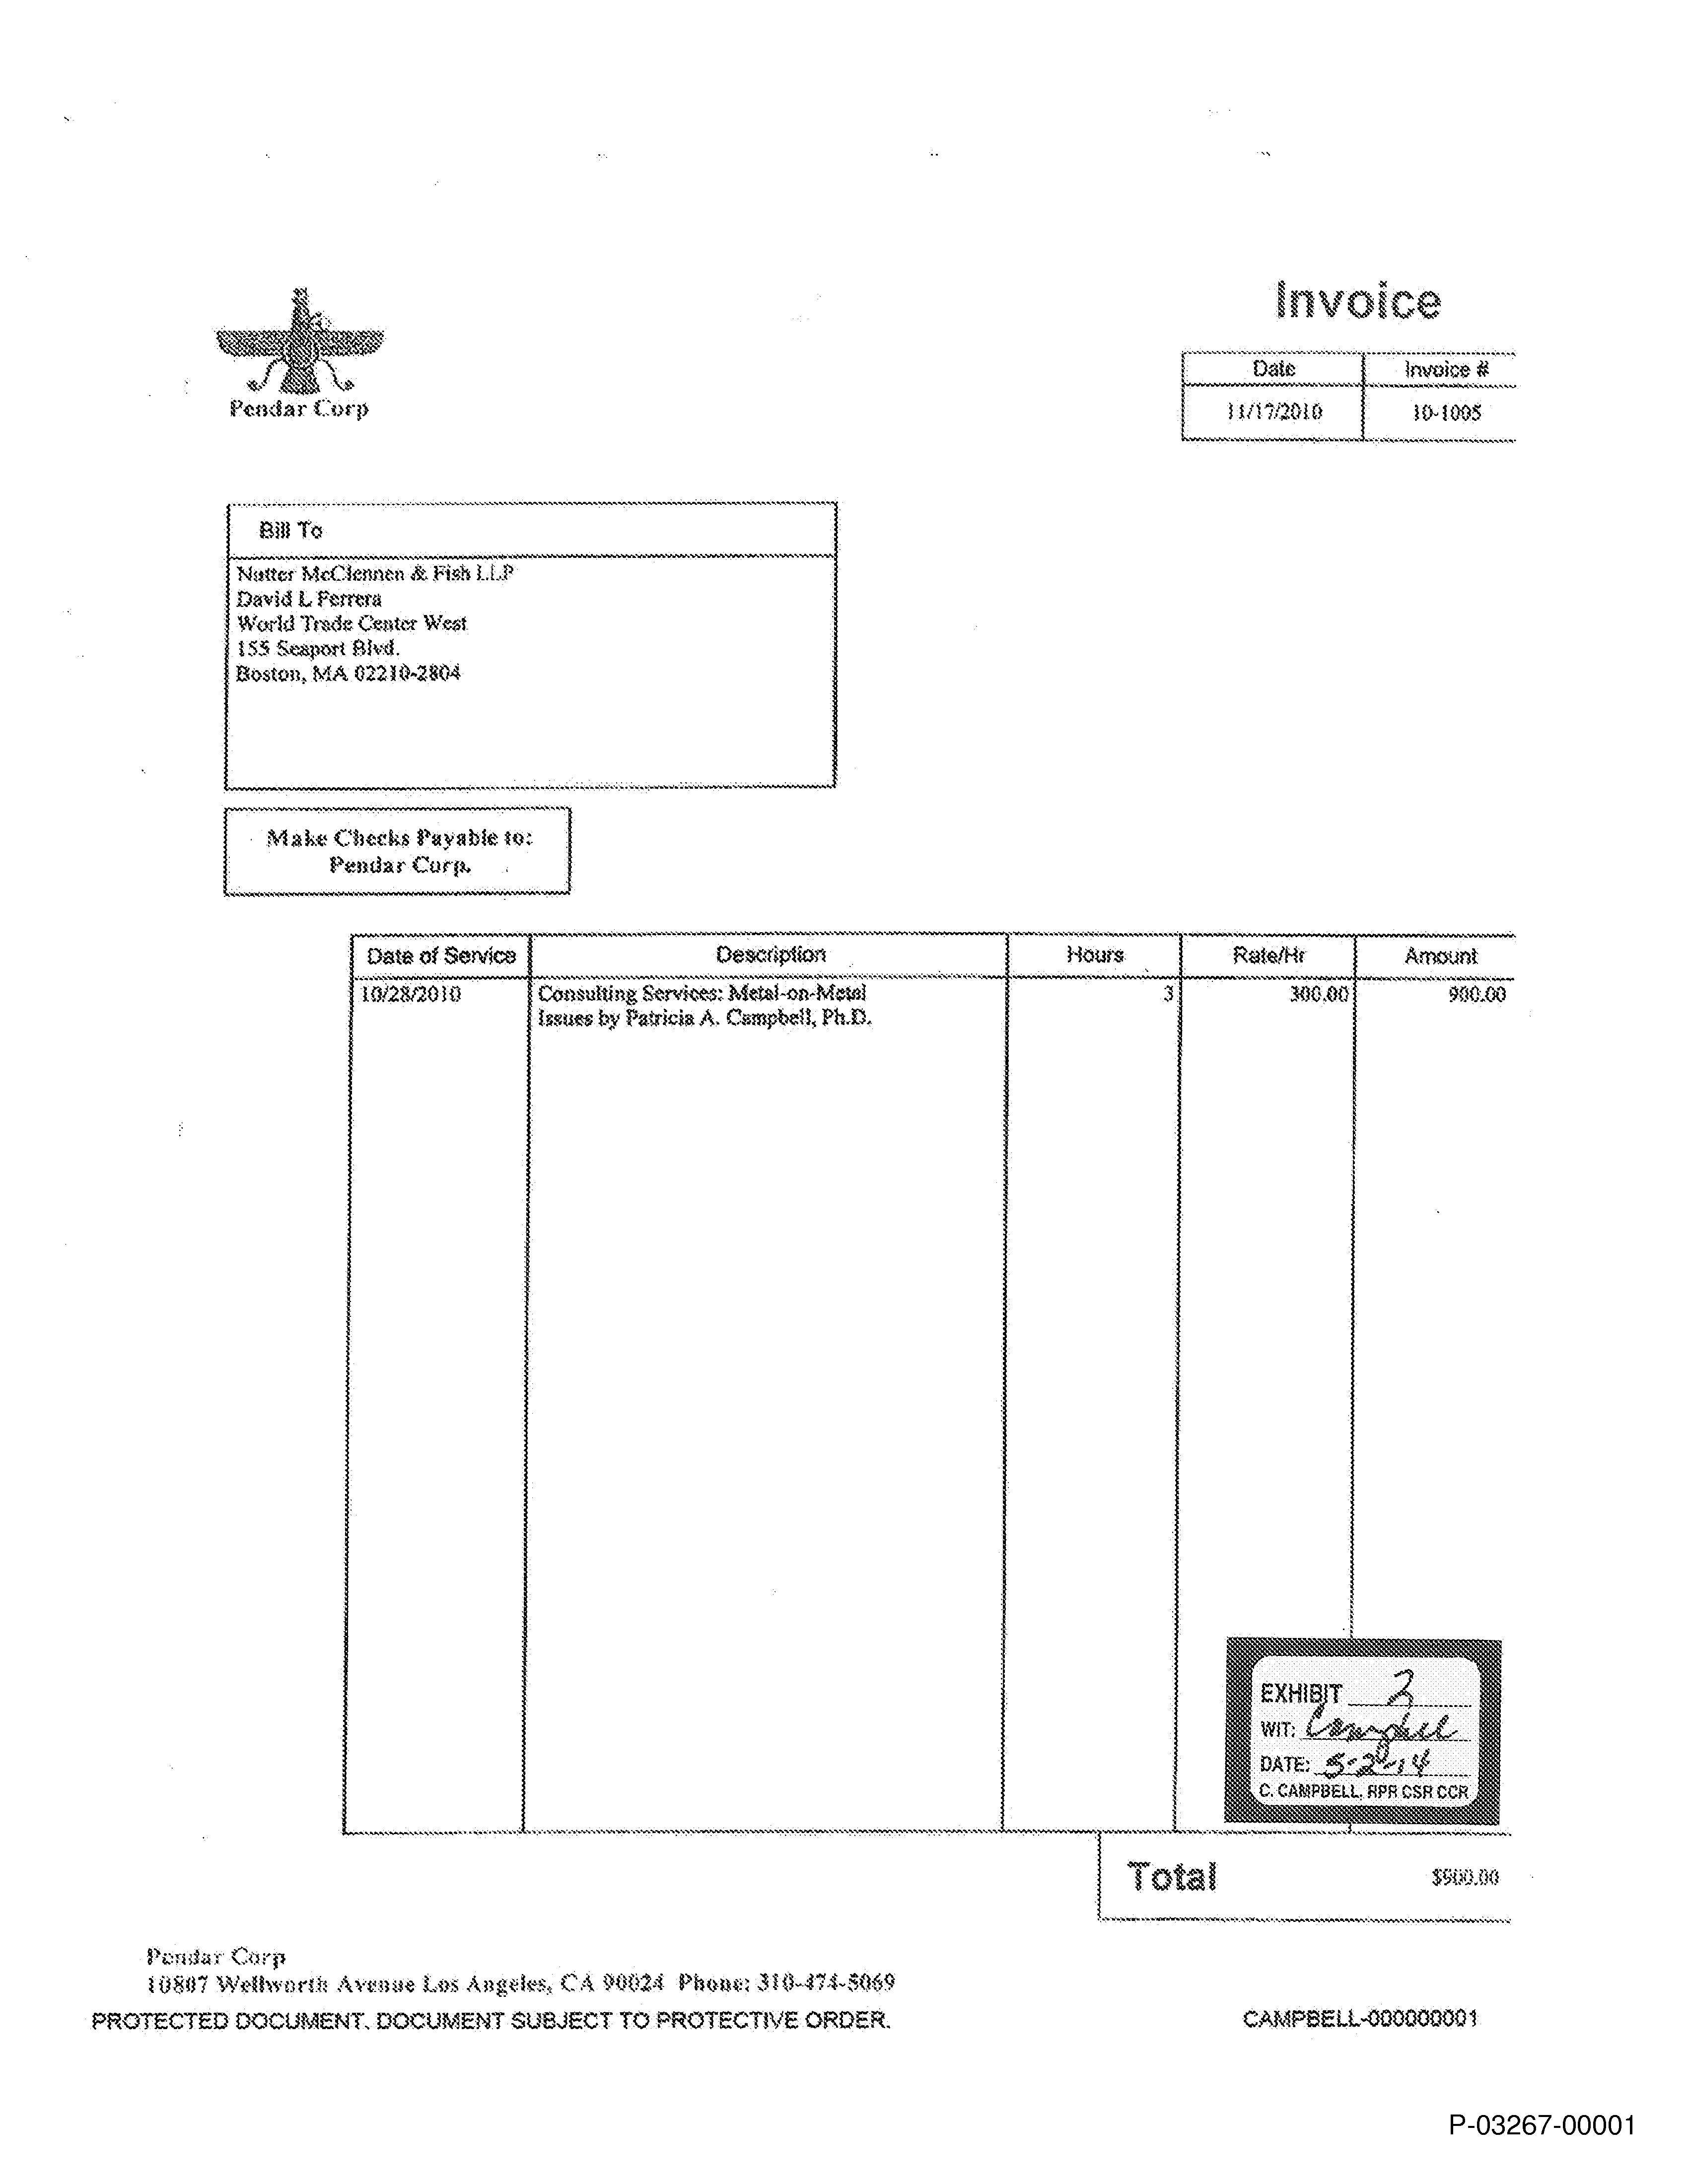 Invoice
Pendar Corp
Date Invoice #
11/17/2010 10-1005
Bill To
Nutter McClennen & Fish LLP
David L Ferrera
World Trade Center West
155 Seaport Blvd.
Boston, MA 02210-2804
Make Checks Payable to:
Pendar Corp.
Date of Service Description Hours Rate/Hr Amount
10/28/2010 Consulting Services: Metal-on-Metal 3 300.00 900.00
Issues by Patricia A. Campbell, Ph.D.
EXHIBIT 2
WIT: Campbell
DATE: 5-2-14
C. CAMPBELL, RPR CSR CCR
Total $900.00
Pendar Corp
10807 Wellworth Avenue Los Angeles, CA 90024 Phone: 310-474-5069
PROTECTED DOCUMENT. DOCUMENT SUBJECT TO PROTECTIVE ORDER.
CAMPBELL-000000001
P-03267-00001